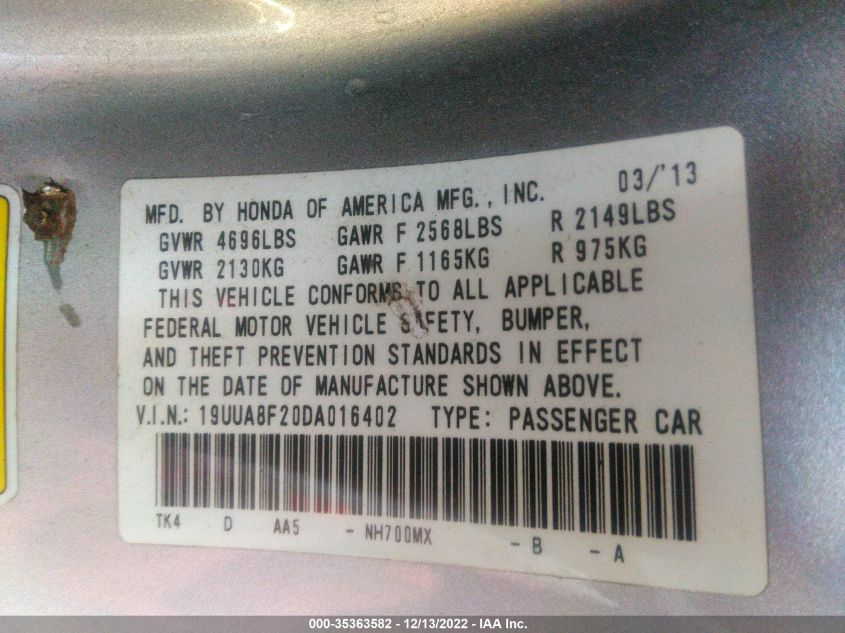 MFD. BY HONDA OF AMERICA MFG., INC. 03/'13
GVWR 4696LBS GAWR F 2568LBS R 2149LBS
GVWR 2130KG GAWR F 1165KG R 975KG
THIS VEHICLE CONFORMS TO ALL APPLICABLE
FEDERAL MOTOR VEHICLE SAFETY, BUMPER,
AND THEFT PREVENTION STANDARDS IN EFFECT
ON THE DATE OF MANUFACTURE SHOWN ABOVE.
V.I.N.: 19UUA8F20DA016402 TYPE: PASSENGER CAR
TK4 D AA5 - NH700MX - B - A
000-35363582 - 12/13/2022 - IAA Inc.